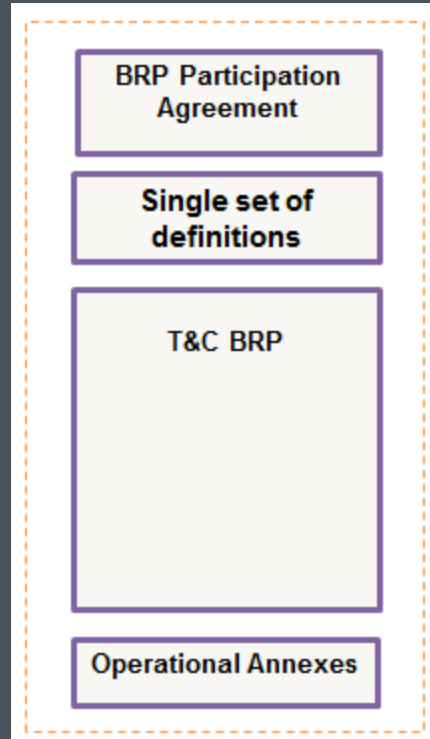 BRP Participation
Agreement
Single set of
definitions
T&C BRP
Operational Annexes